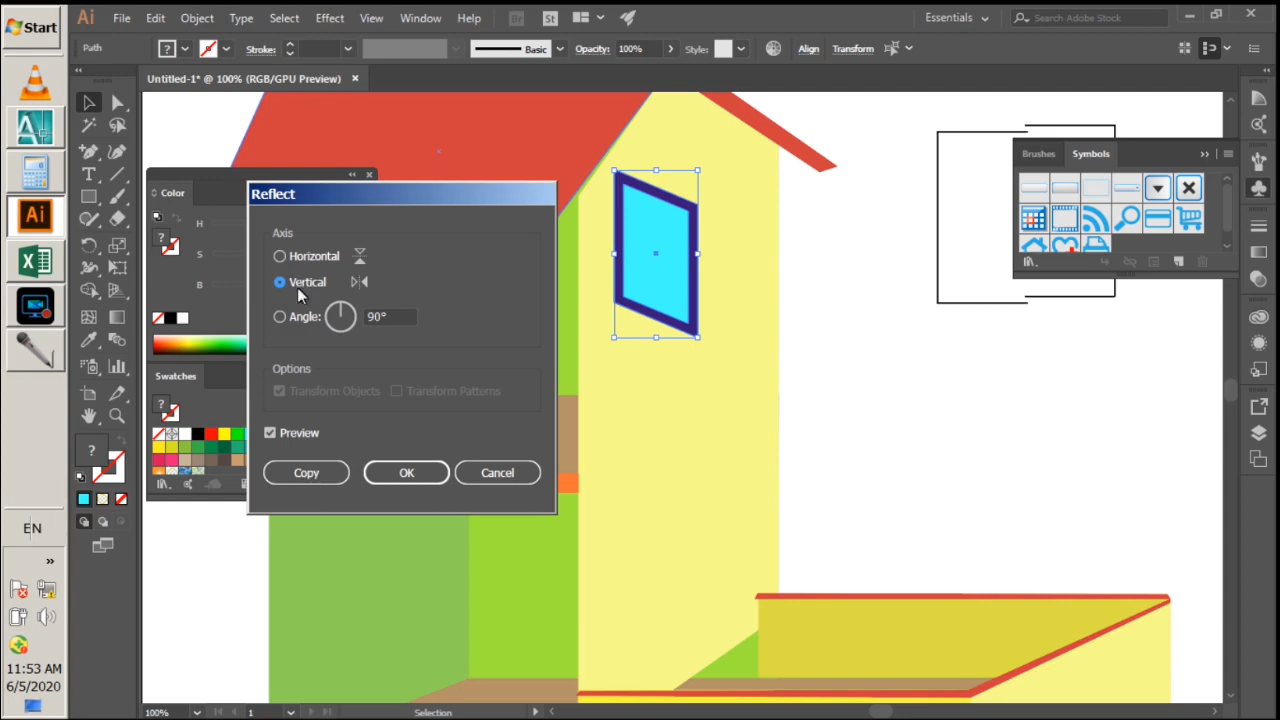 Start
Ai File Edit Object Type Select Effect View Window Help Br St Essentials Search Adobe Stock
Path ? Stroke: Basic Opacity: 100% Style: Align Transform
Untitled-1* @ 100% (RGB/GPU Preview)
Brushes Symbols
Color
H
S
B
?
Swatches
?
Reflect
Axis
Horizontal
Vertical
Angle: 90°
Options
Transform Objects Transform Patterns
Preview
Copy OK Cancel
Ai
?
EN
11:53 AM
6/5/2020
100% 1 Selection